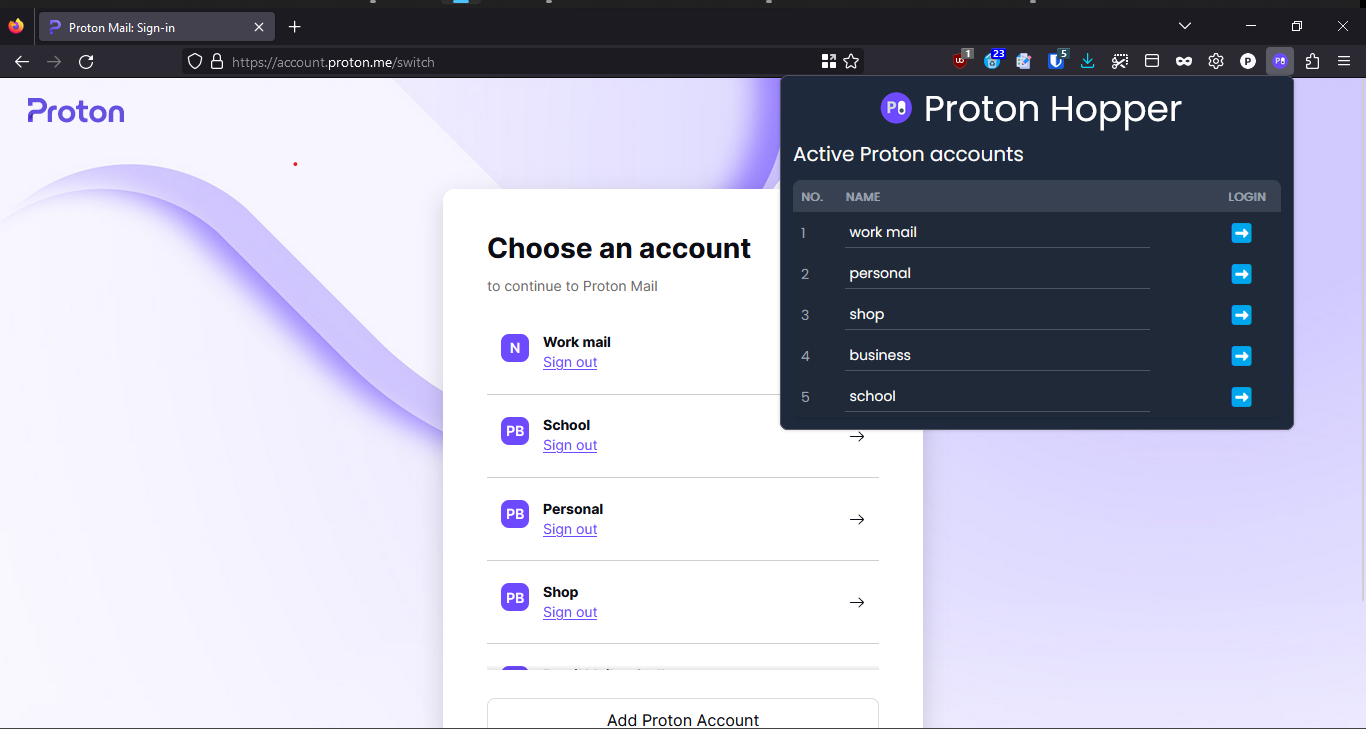 Proton Mail: Sign-in
https://account.proton.me/switch
1
23
5
P
Proton
Choose an account
to continue to Proton Mail
N
Work mail
Sign out
PB
School
Sign out
PB
Personal
Sign out
PB
Shop
Sign out
Add Proton Account
Proton Hopper
Active Proton accounts
NO. NAME LOGIN
1 work mail
2 personal
3 shop
4 business
5 school